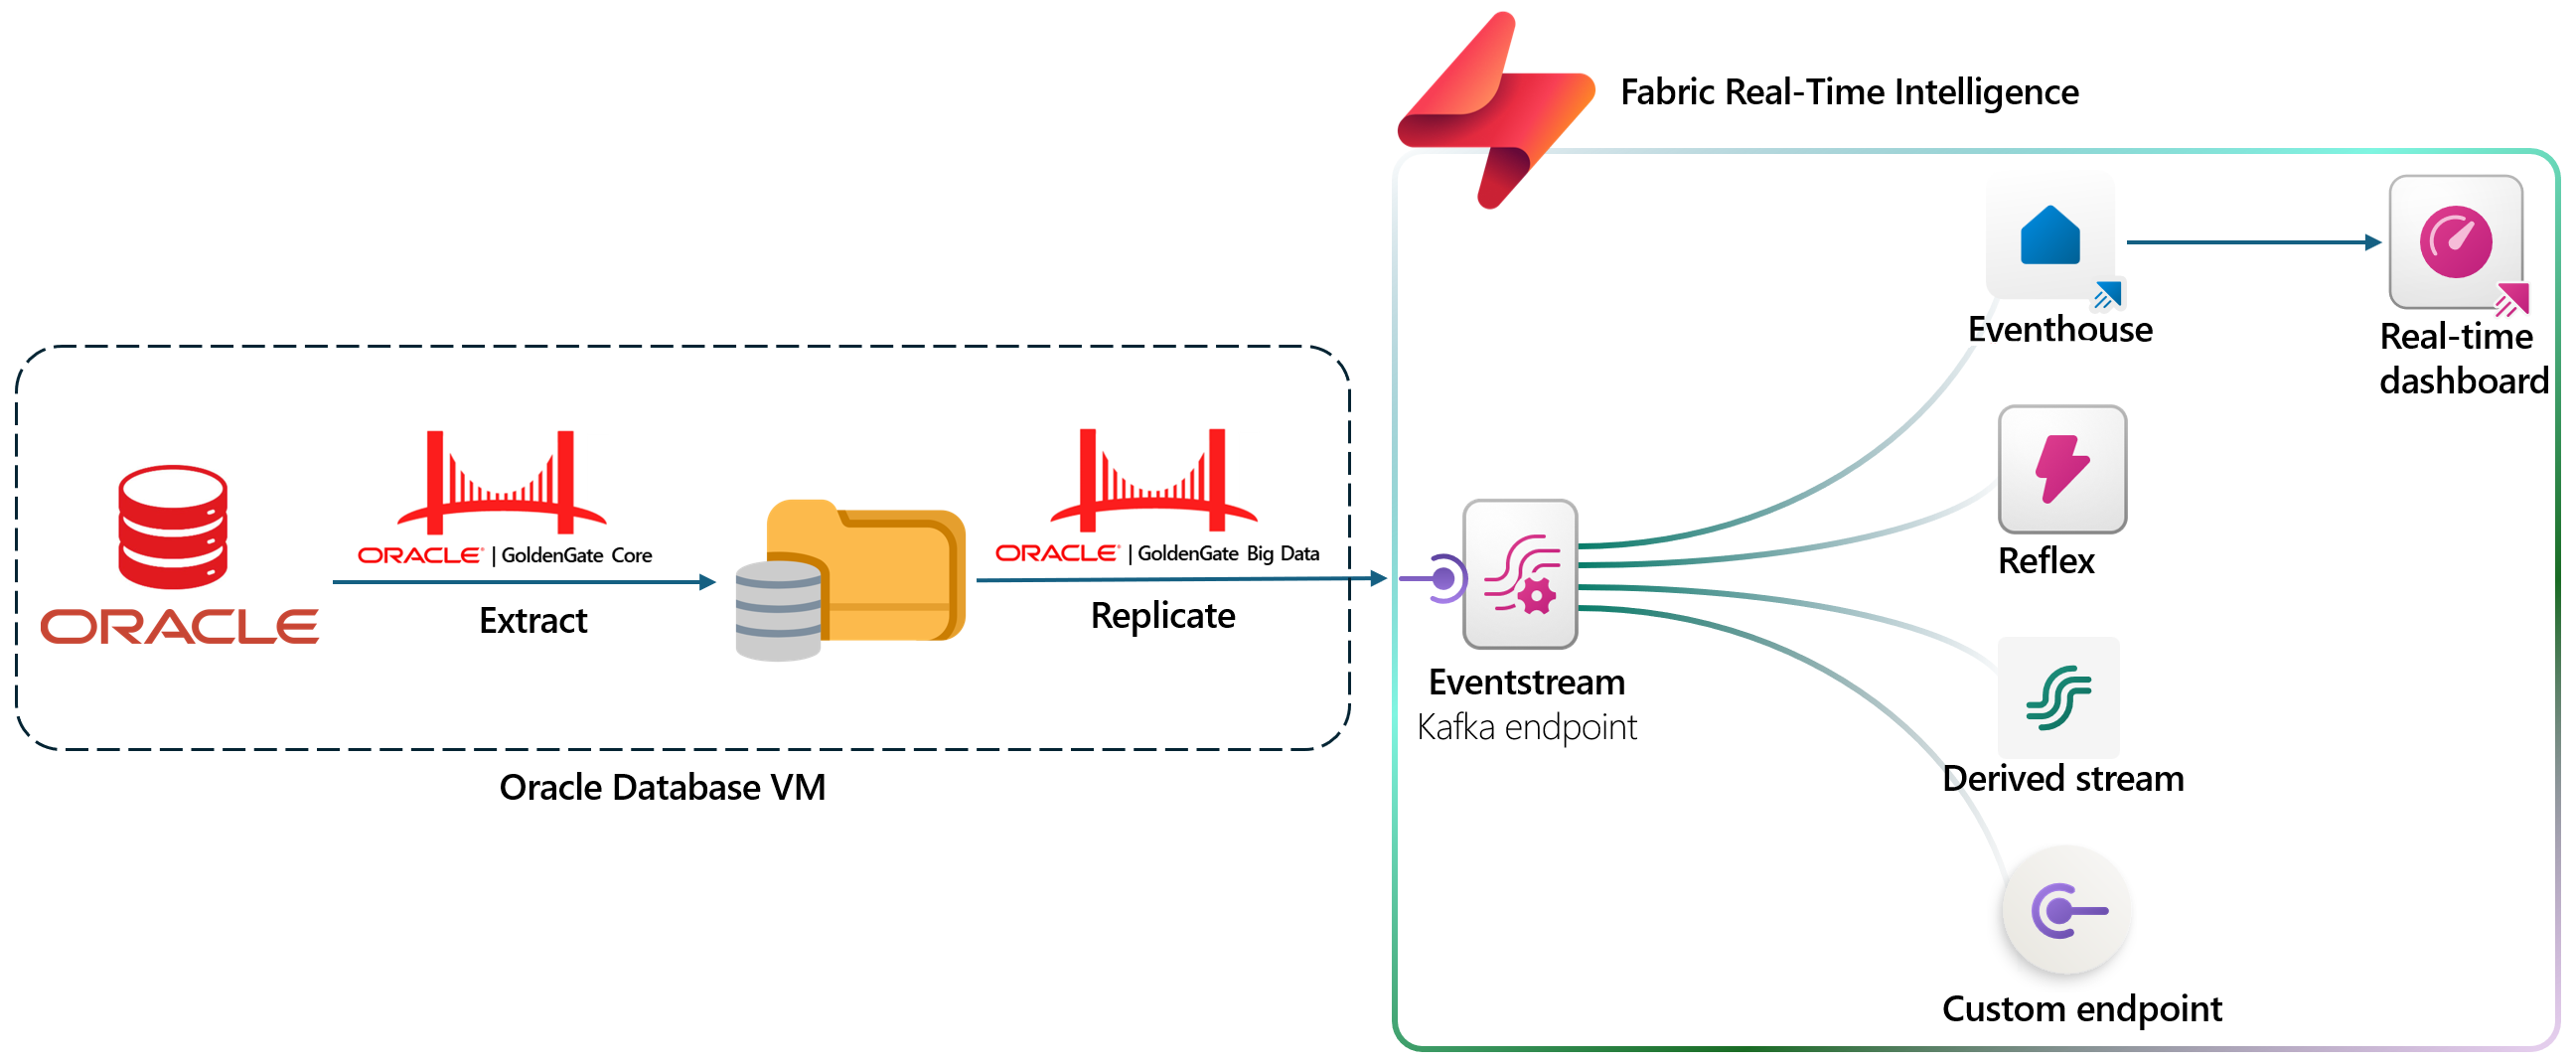 Fabric Real-Time Intelligence
Eventhouse
Real-time
dashboard
ORACLE | GoldenGate Core
ORACLE | GoldenGate Big Data
Reflex
ORACLE
Extract
Replicate
Eventstream
Kafka endpoint
Derived stream
Oracle Database VM
Custom endpoint